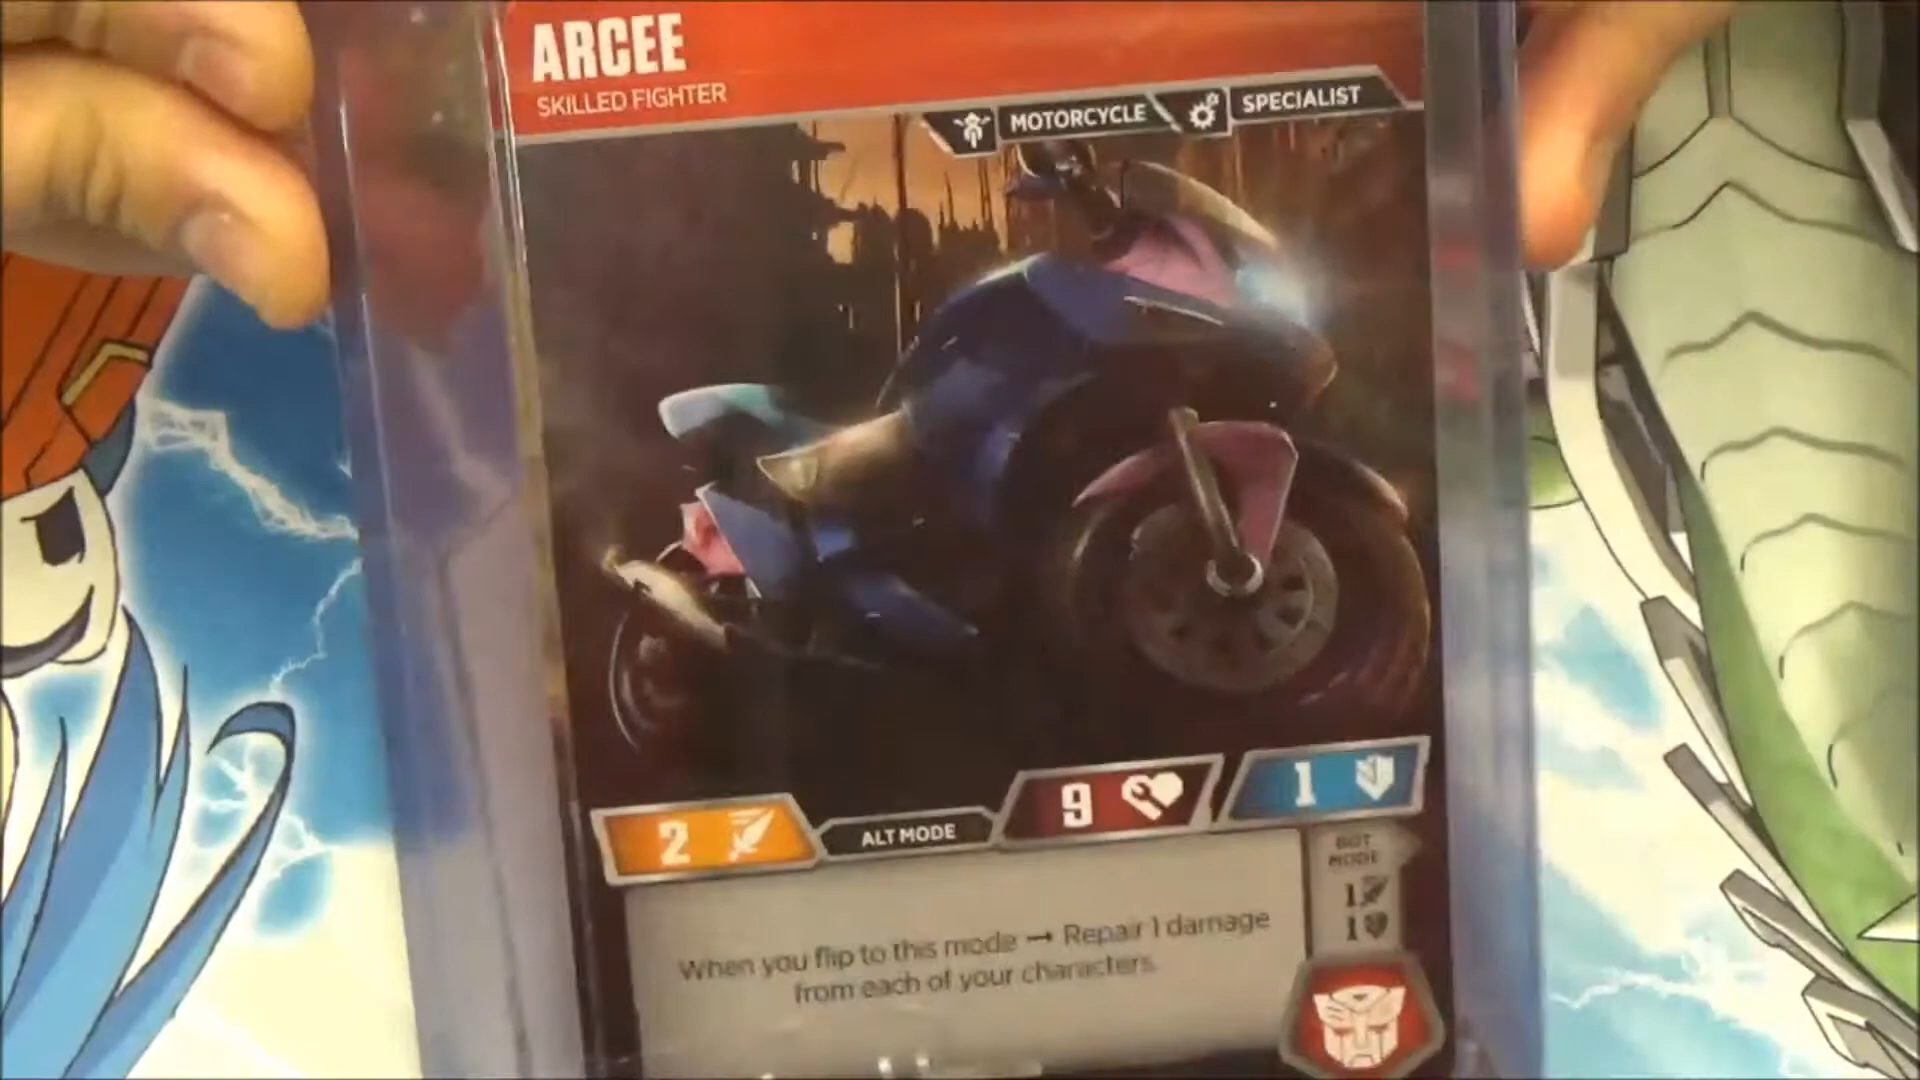 ARCEE
SKILLED FIGHTER
MOTORCYCLE SPECIALIST
2 ALT MODE 9 1
BOT
MODE
1
1
When you flip to this mode → Repair 1 damage
from each of your characters.